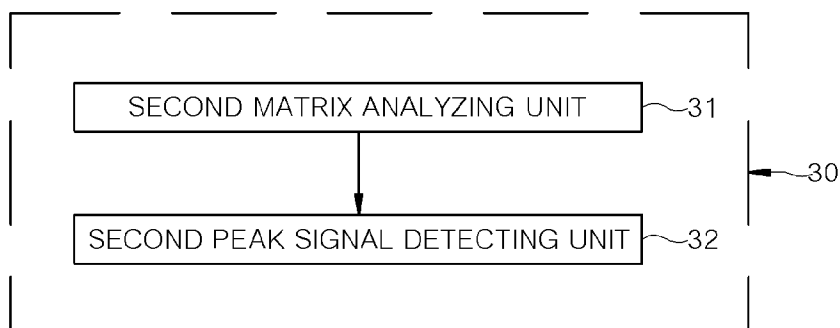 SECOND MATRIX ANALYZING UNIT 31
30
SECOND PEAK SIGNAL DETECTING UNIT 32